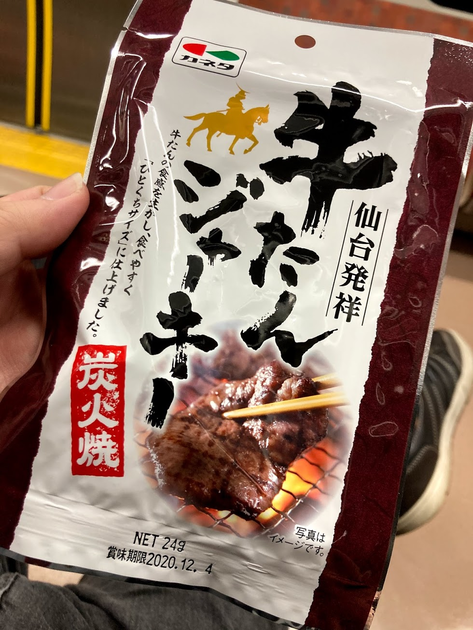 カネタ
牛たん
ジャーキー
仙台発祥
牛たんの食感を生かし、食べやすく
「ひとくちサイズ」に仕上げました。
炭火焼
写真は
イメージです。
NET 24g
賞味期限2020.12. 4